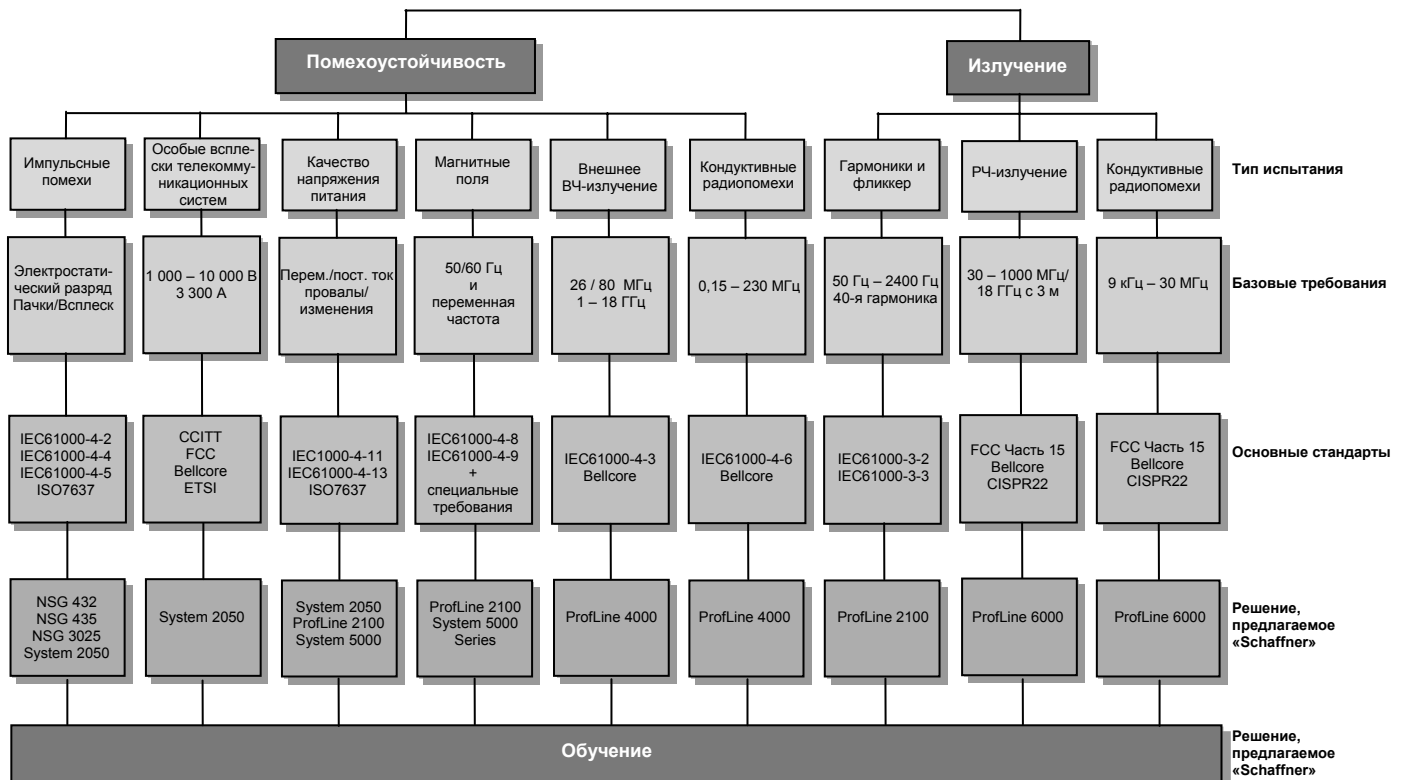 Помехоустойчивость
Излучение
Импульсные
помехи
Особые вспле-
ски телекомму-
никационных
систем
Качество
напряжения
питания
Магнитные
поля
Внешнее
ВЧ-излучение
Кондуктивные
радиопомехи
Гармоники и
фликкер
РЧ-излучение
Кондуктивные
радиопомехи
Тип испытания
Электростати-
ческий разряд
Пачки/Всплеск
1 000 – 10 000 В
3 300 А
Перем./пост. ток
провалы/
изменения
50/60 Гц
и
переменная
частота
26 / 80 МГц
1 – 18 ГГц
0,15 – 230 МГц
50 Гц – 2400 Гц
40-я гармоника
30 – 1000 МГц/
18 ГГц с 3 м
9 кГц – 30 МГц
Базовые требования
IEC61000-4-2
IEC61000-4-4
IEC61000-4-5
ISO7637
CCITT
FCC
Bellcore
ETSI
IEC1000-4-11
IEC61000-4-13
ISO7637
IEC61000-4-8
IEC61000-4-9
+
специальные
требования
IEC61000-4-3
Bellcore
IEC61000-4-6
Bellcore
IEC61000-3-2
IEC61000-3-3
FCC Часть 15
Bellcore
CISPR22
FCC Часть 15
Bellcore
CISPR22
Основные стандарты
NSG 432
NSG 435
NSG 3025
System 2050
System 2050
System 2050
ProfLine 2100
System 5000
ProfLine 2100
System 5000
Series
ProfLine 4000
ProfLine 4000
ProfLine 2100
ProfLine 6000
ProfLine 6000
Решение,
предлагаемое
«Schaffner»
Обучение
Решение,
предлагаемое
«Schaffner»